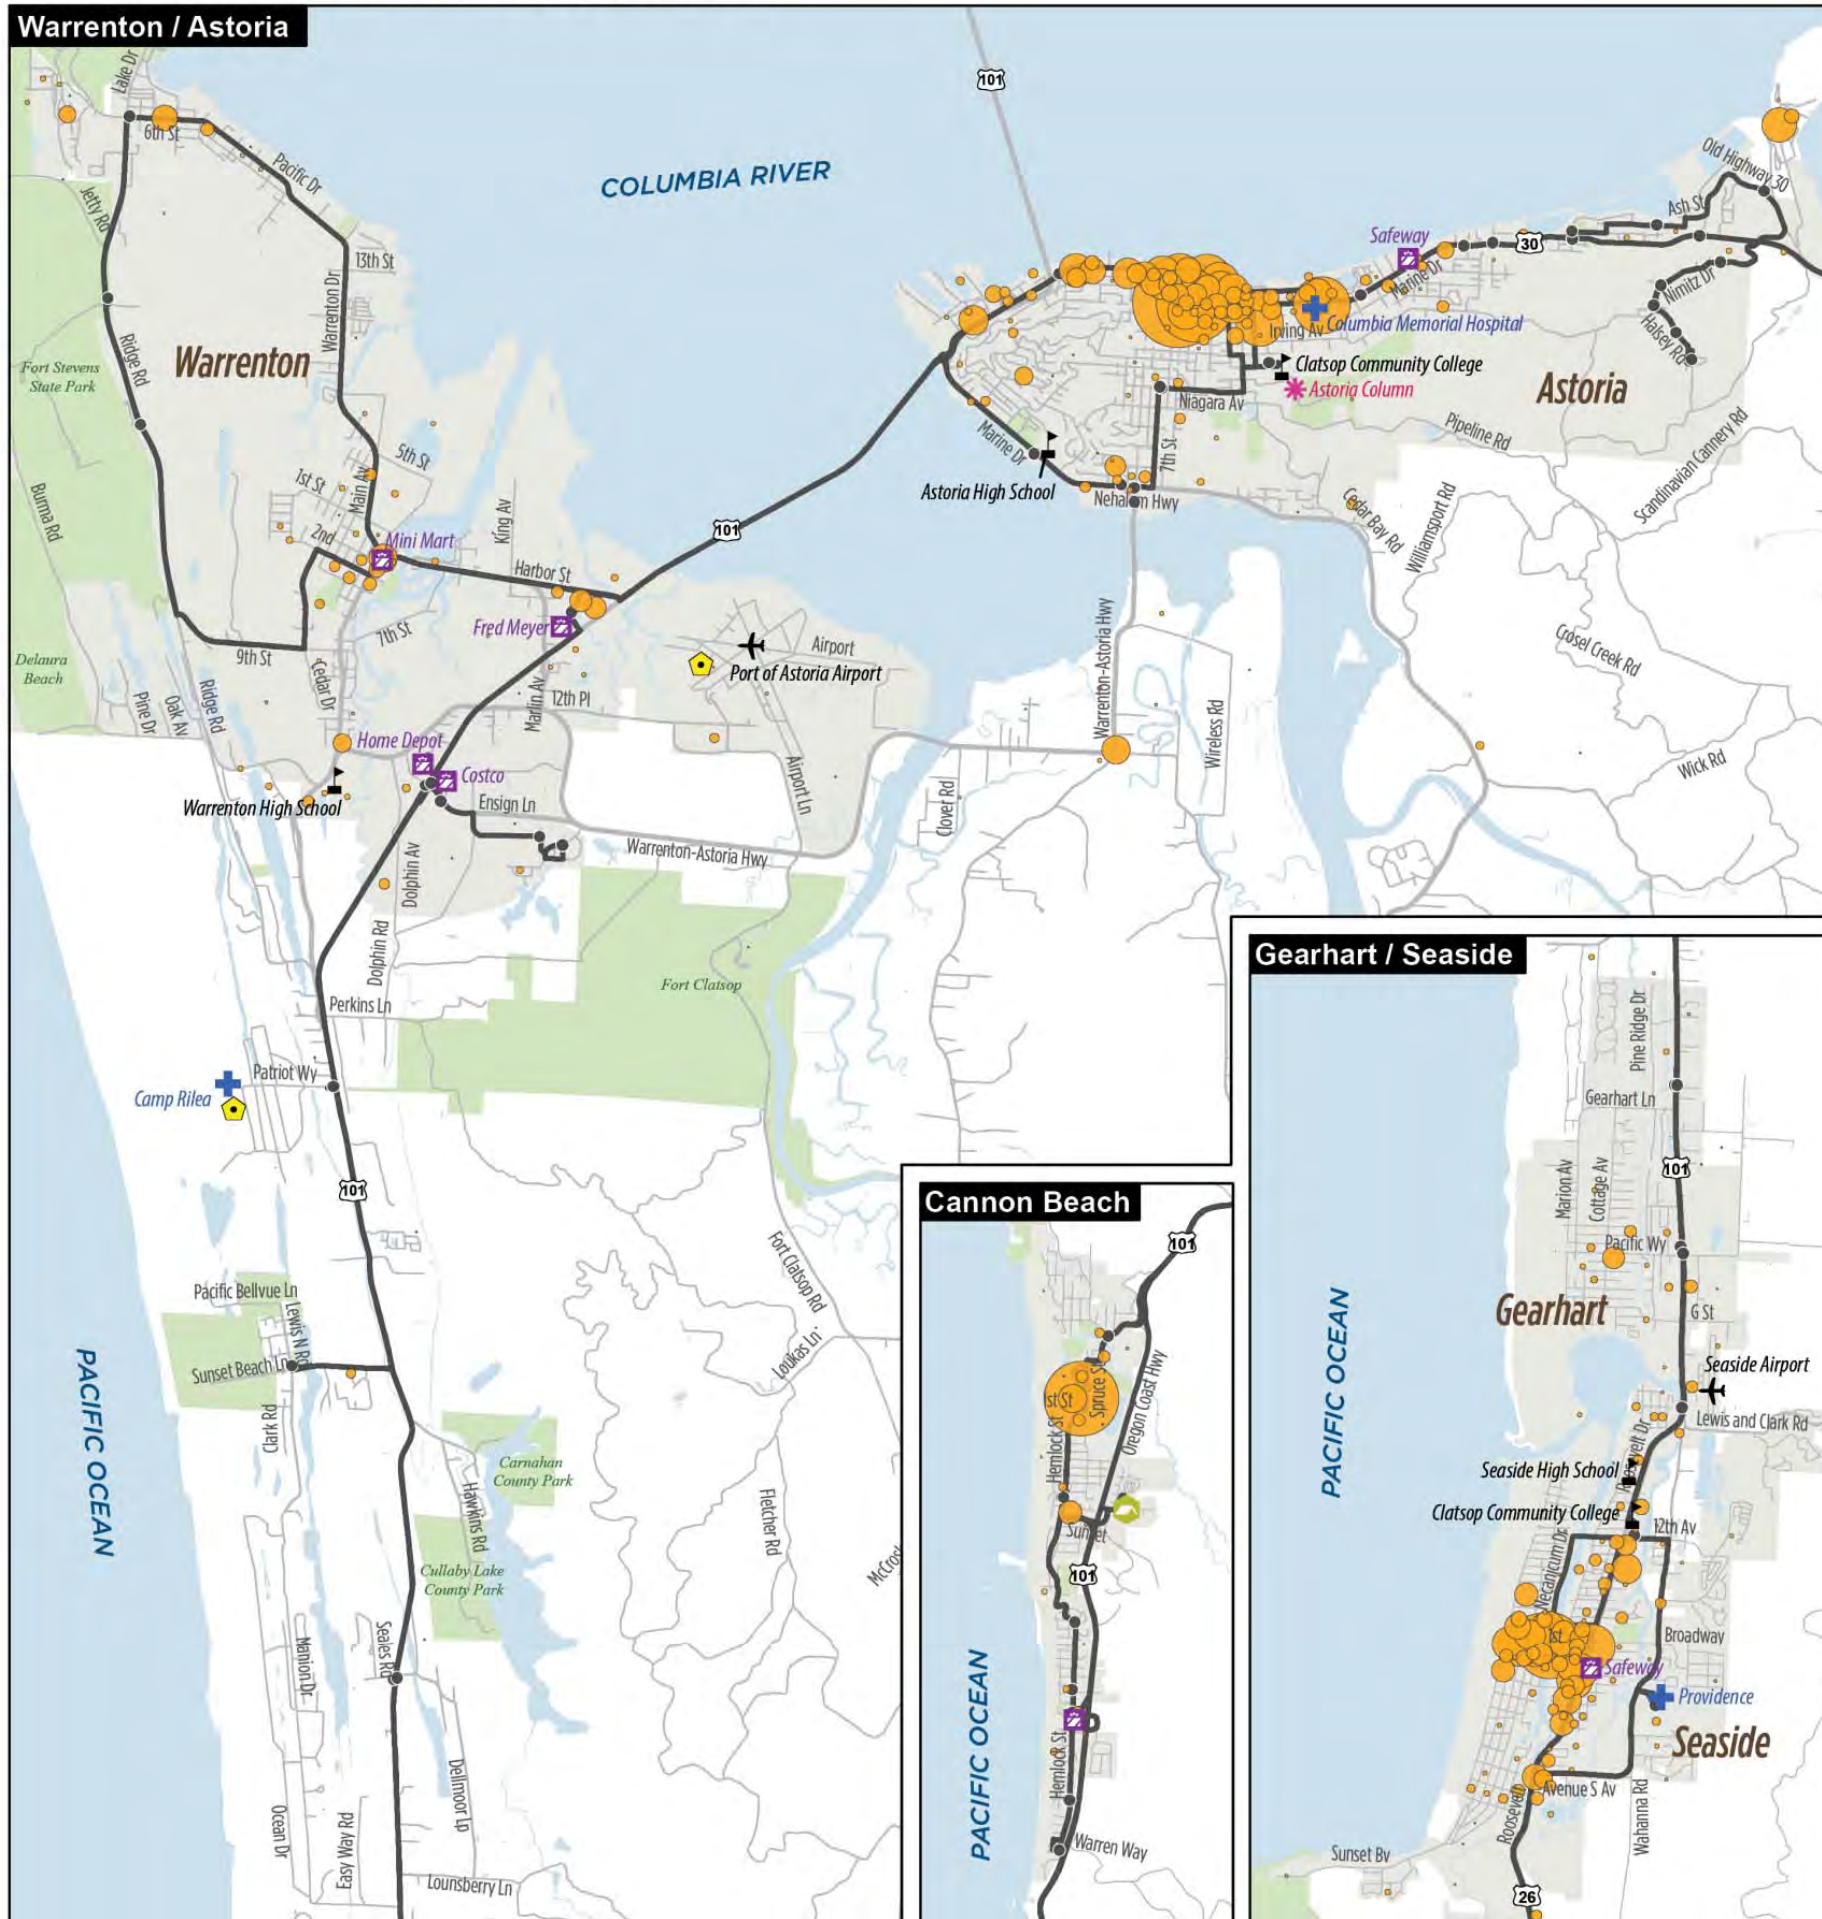 Warrenton / Astoria
Lake Dr
101
6th St
Pacific Dr
COLUMBIA RIVER
Old Highway 30
Jetty Rd
Ash St
Safeway
30
13th St
Marine Dr
Nimitz Dr
Warrenton Dr
Columbia Memorial Hospital
Irving Av
Halsey Rd
Ridge Rd
Warrenton
Fort Stevens
State Park
Clatsop Community College
Astoria Column
Astoria
Niagara Av
Pipeline Rd
Marine Dr
7th St
5th St
1st St
Main Av
Scandinavian Cannery Rd
Astoria High School
Nehalem Hwy
Burma Rd
King Av
Cedar Bay Rd
Williamsport Rd
101
2nd
Mini Mart
Harbor St
Fred Meyer
7th St
Warrenton-Astoria Hwy
Crosel Creek Rd
9th St
Airport
Port of Astoria Airport
Delaura
Beach
Cedar Dr
Pine Dr
Oak Av
Ridge Rd
Marlin Av
12th Pl
Wireless Rd
Home Depot
Costco
Wick Rd
Airport Ln
Warrenton High School
Ensign Ln
Clover Rd
Warrenton-Astoria Hwy
Dolphin Av
Dolphin Rd
Fort Clatsop
Perkins Ln
Patriot Wy
Camp Rilea
101
Fort Clatsop Rd
Pacific Bellvue Ln
Lewis N Rd
Sunset Beach Ln
Loukas Ln
PACIFIC OCEAN
Clark Rd
Carnahan
County Park
Hawkins Rd
Fletcher Rd
Cullaby Lake
County Park
Nanion Dr
Seales Rd
Dellmoor Lp
Ocean Dr
Easy Way Rd
Lounsberry Ln
Cannon Beach
101
1st St
Spruce St
Oregon Coast Hwy
Hemlock St
Sunset
101
PACIFIC OCEAN
Hemlock St
Warren Way
Gearhart / Seaside
Pine Ridge Dr
Gearhart Ln
101
Marion Av
Cottage Av
Pacific Wy
Gearhart
G St
PACIFIC OCEAN
Seaside Airport
Lewis and Clark Rd
Roosevelt Dr
Seaside High School
Clatsop Community College
12th Av
Necanicum Dr
1st
Broadway
Safeway
Providence
Seaside
Avenue S Av
Roosevelt
Wahanna Rd
Sunset Bv
26